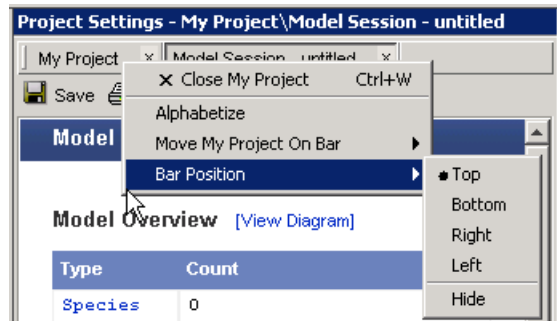 Project Settings - My Project\Model Session - untitled
My Project x Model Session untitled x
Save
× Close My Project Ctrl+W
Alphabetize
Move My Project On Bar
Bar Position
Top
Bottom
Right
Left
Hide
Model
Model Overview [View Diagram]
Type Count
Species 0